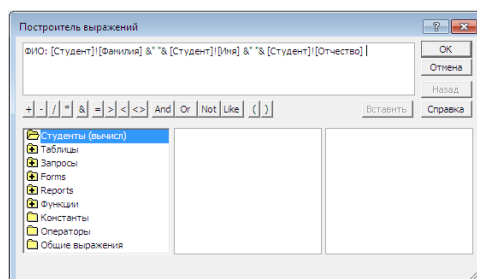 Построитель выражений
ФИО: [Студент]![Фамилия] &" "& [Студент]![Имя] &" "& [Студент]![Отчество]
ОК
Отмена
Назад
+ - / * & = > < <> And Or Not Like ( )
Вставить
Справка
Студенты (вычисл)
Таблицы
Запросы
Forms
Reports
Функции
Константы
Операторы
Общие выражения